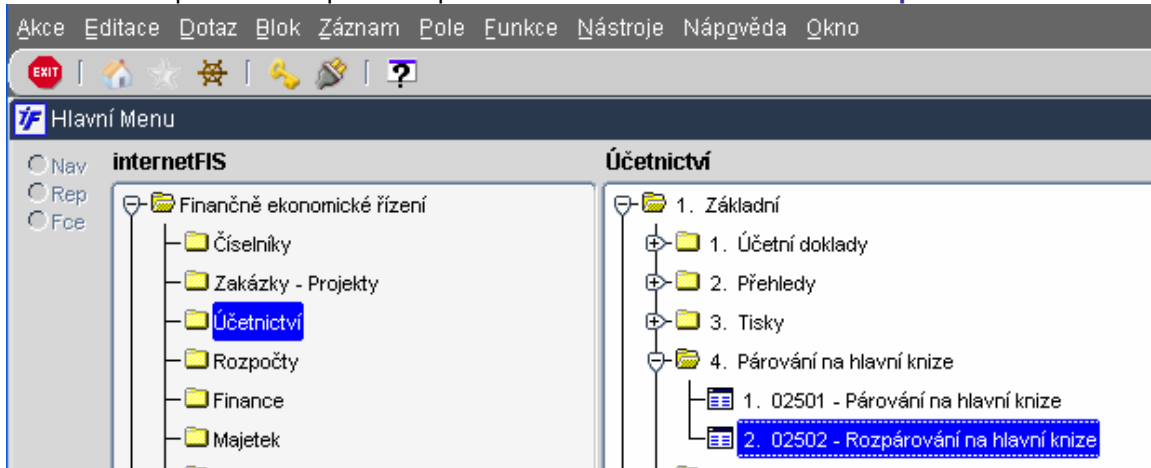 Akce Editace Dotaz Blok Záznam Pole Funkce Nástroje Nápověda Okno
EXIT ?
Hlavní Menu
Nav internetFIS Účetnictví
Rep
Fce
Finančně ekonomické řízení
Číselníky
Zakázky - Projekty
Účetnictví
Rozpočty
Finance
Majetek
1. Základní
1. Účetní doklady
2. Přehledy
3. Tisky
4. Párování na hlavní knize
1. 02501 - Párování na hlavní knize
2. 02502 - Rozpárování na hlavní knize